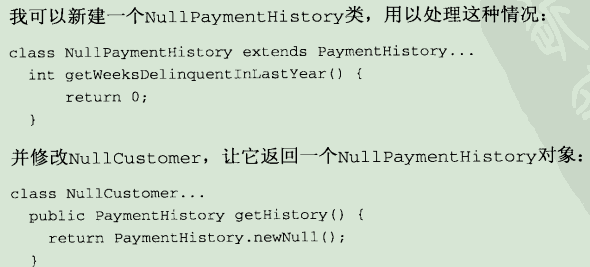 我可以新建一个NullPaymentHistory类，用以处理这种情况：
class NullPaymentHistory extends PaymentHistory...
int getWeeksDelinquentInLastYear() {
return 0;
}
并修改NullCustomer，让它返回一个NullPaymentHistory对象：
class NullCustomer...
public PaymentHistory getHistory() {
return PaymentHistory.newNull();
}